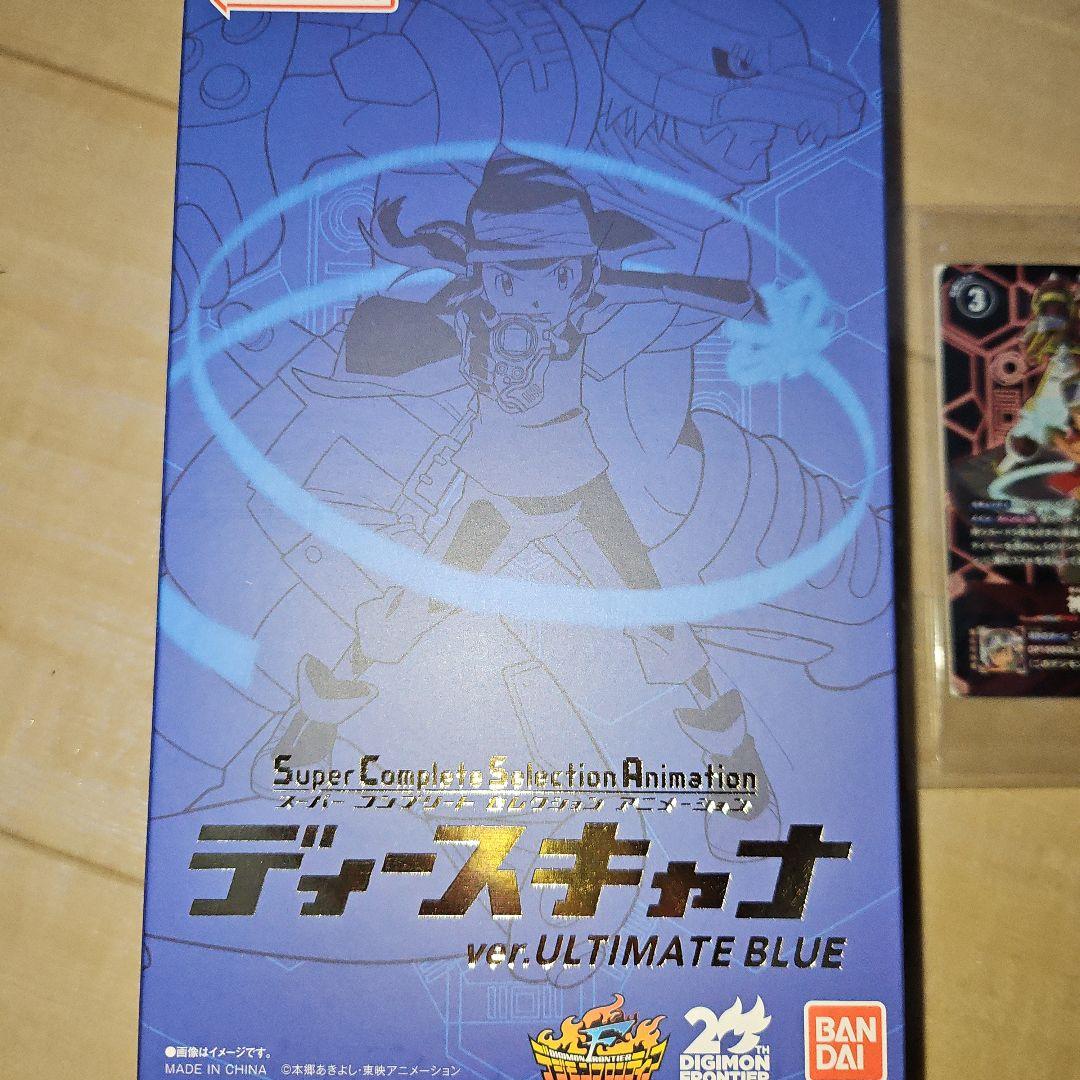 Super Complete Selection Animation
スーパー コンプリート セレクション アニメーション
ディースキャナ
ver.ULTIMATE BLUE
●画像はイメージです。
MADE IN CHINA ©本郷あきよし・東映アニメーション
DIGIMON FRONTIER
20TH
DIGIMON
FRONTIER
BAN
DAI
3